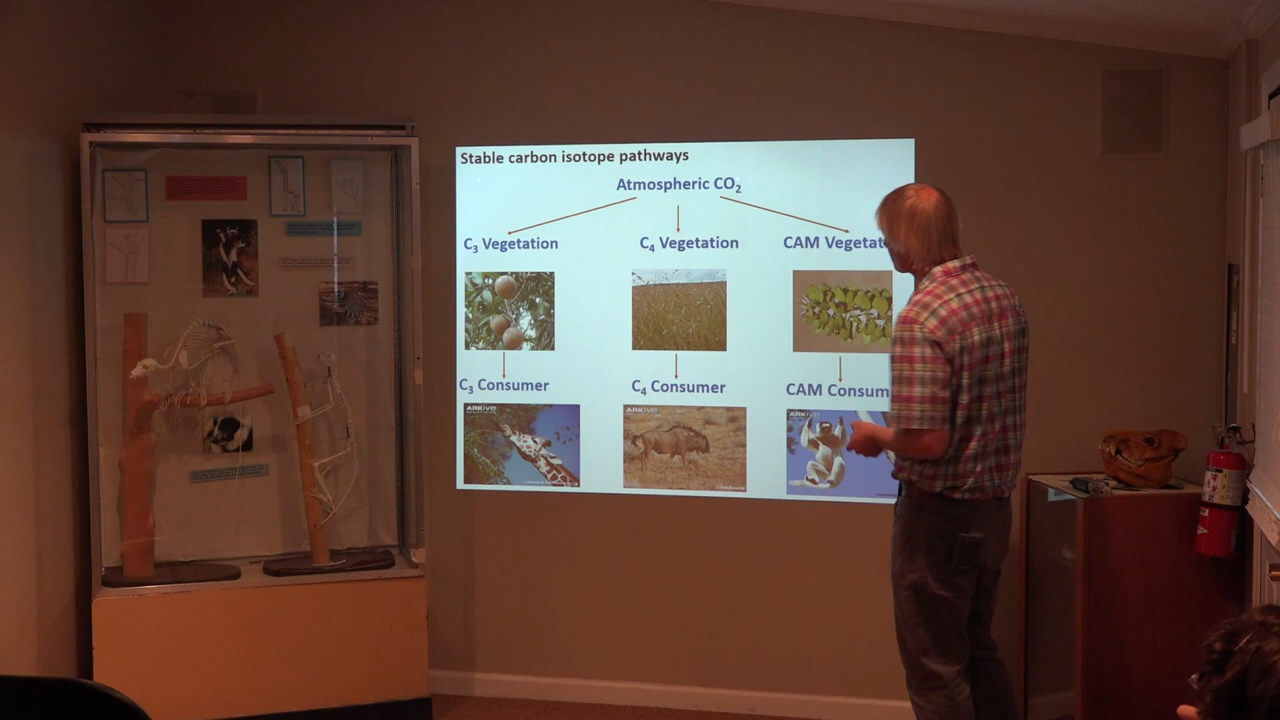 Stable carbon isotope pathways
Atmospheric CO₂
C₃ Vegetation
C₄ Vegetation
CAM Vegetat
C₃ Consumer
C₄ Consumer
CAM Consum
ARKIVE
ARKIVE
ARKIVE